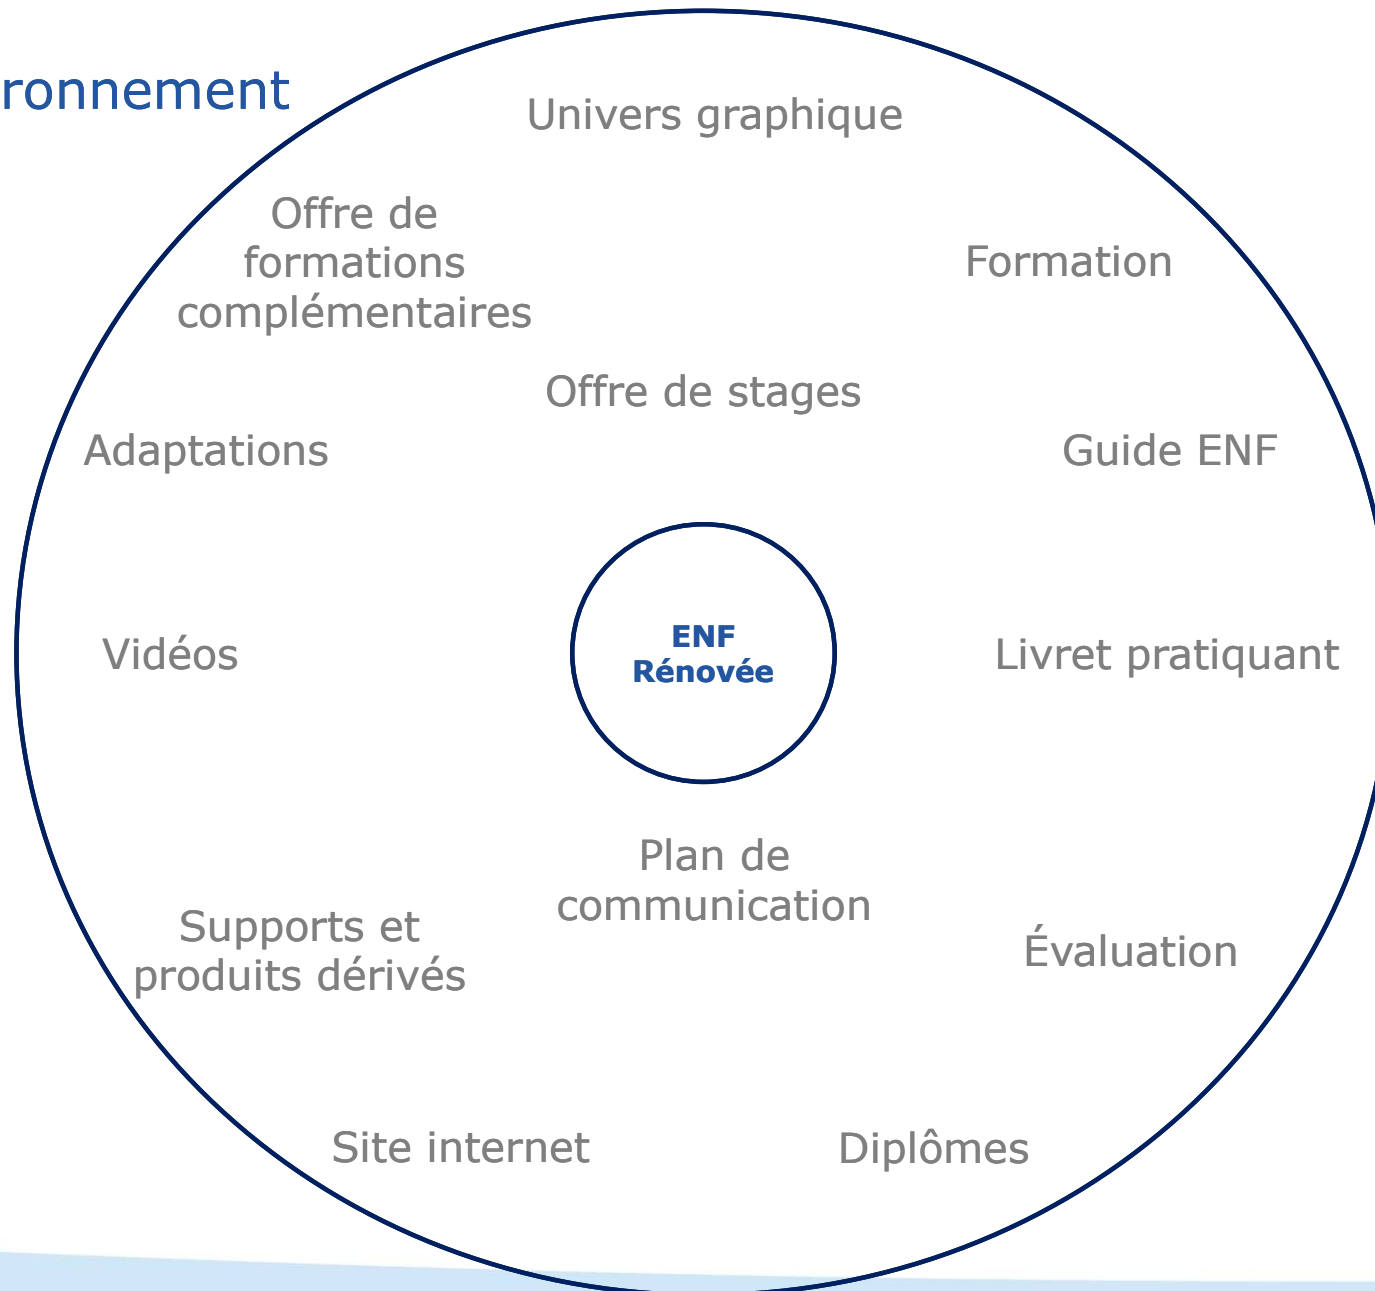 ronnement
Univers graphique
Offre de
formations
complémentaires
Formation
Offre de stages
Adaptations
Guide ENF
ENF
Rénovée
Vidéos
Livret pratiquant
Plan de
communication
Supports et
produits dérivés
Évaluation
Site internet
Diplômes